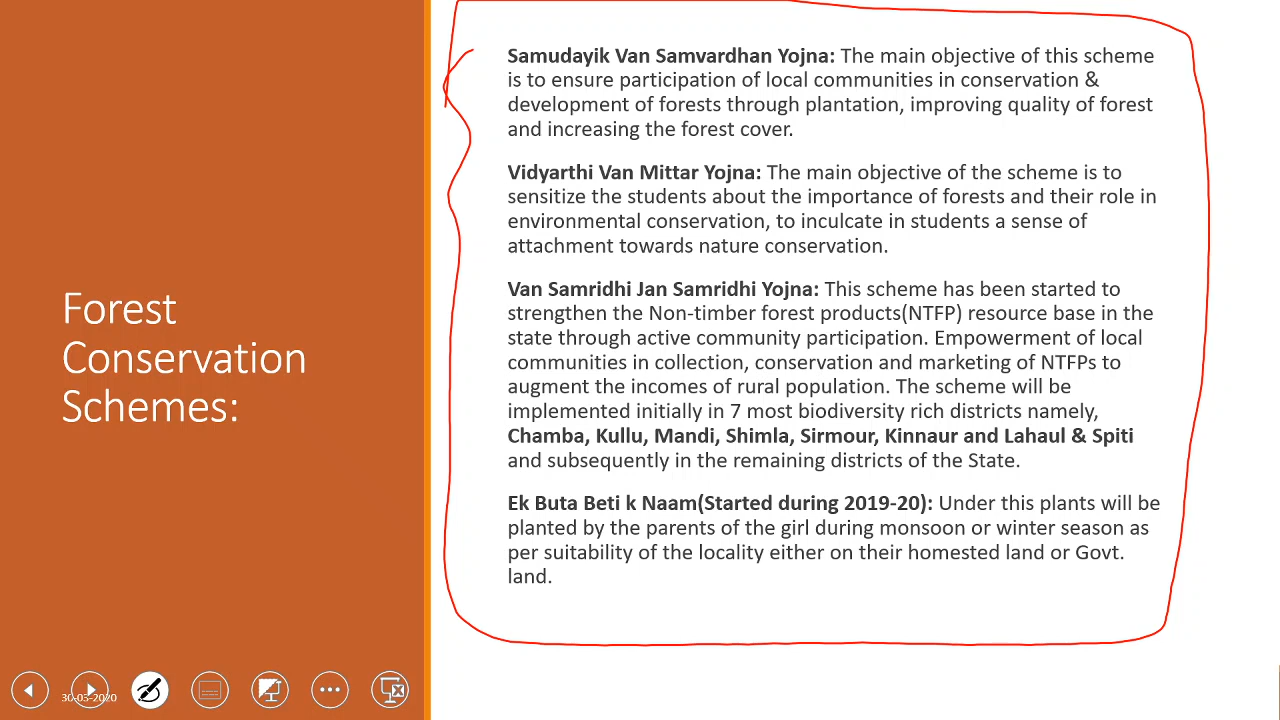 Forest
Conservation
Schemes:
Samudayik Van Samvardhan Yojna: The main objective of this scheme
is to ensure participation of local communities in conservation &
development of forests through plantation, improving quality of forest
and increasing the forest cover.
Vidyarthi Van Mittar Yojna: The main objective of the scheme is to
sensitize the students about the importance of forests and their role in
environmental conservation, to inculcate in students a sense of
attachment towards nature conservation.
Van Samridhi Jan Samridhi Yojna: This scheme has been started to
strengthen the Non-timber forest products(NTFP) resource base in the
state through active community participation. Empowerment of local
communities in collection, conservation and marketing of NTFPs to
augment the incomes of rural population. The scheme will be
implemented initially in 7 most biodiversity rich districts namely,
Chamba, Kullu, Mandi, Shimla, Sirmour, Kinnaur and Lahaul & Spiti
and subsequently in the remaining districts of the State.
Ek Buta Beti k Naam(Started during 2019-20): Under this plants will be
planted by the parents of the girl during monsoon or winter season as
per suitability of the locality either on their homested land or Govt.
land.
30-03-2020